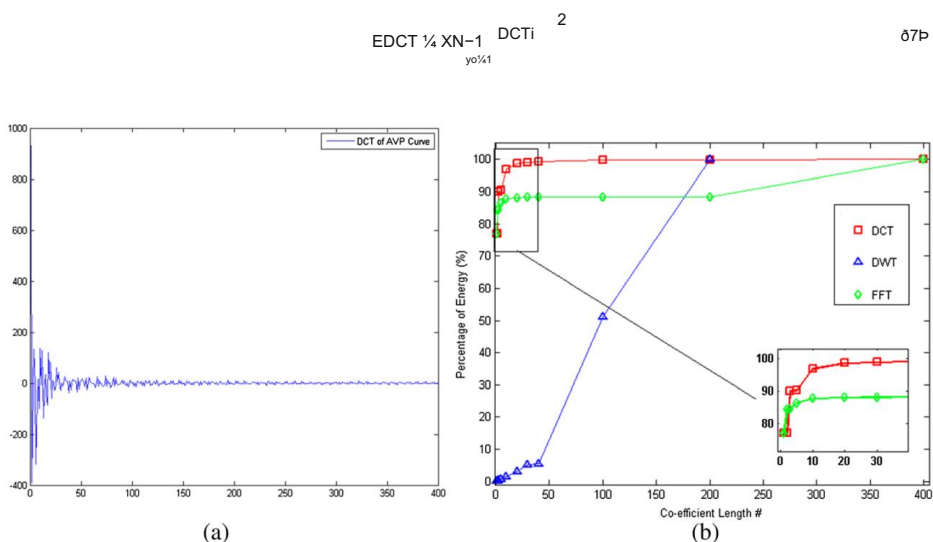 2
EDCT ¼ XN−1 DCTi ð7Þ
yo¼1
1000
800
600
400
200
0
-200
-400
0 50 100 150 200 250 300 350 400
DCT of AVP Curve
(a)
Percentage of Energy (%)
100
90
80
70
60
50
40
30
20
10
0
0 50 100 150 200 250 300 350 400
Co-efficient Length #
DCT
DWT
FFT
100
90
80
0 10 20 30
(b)